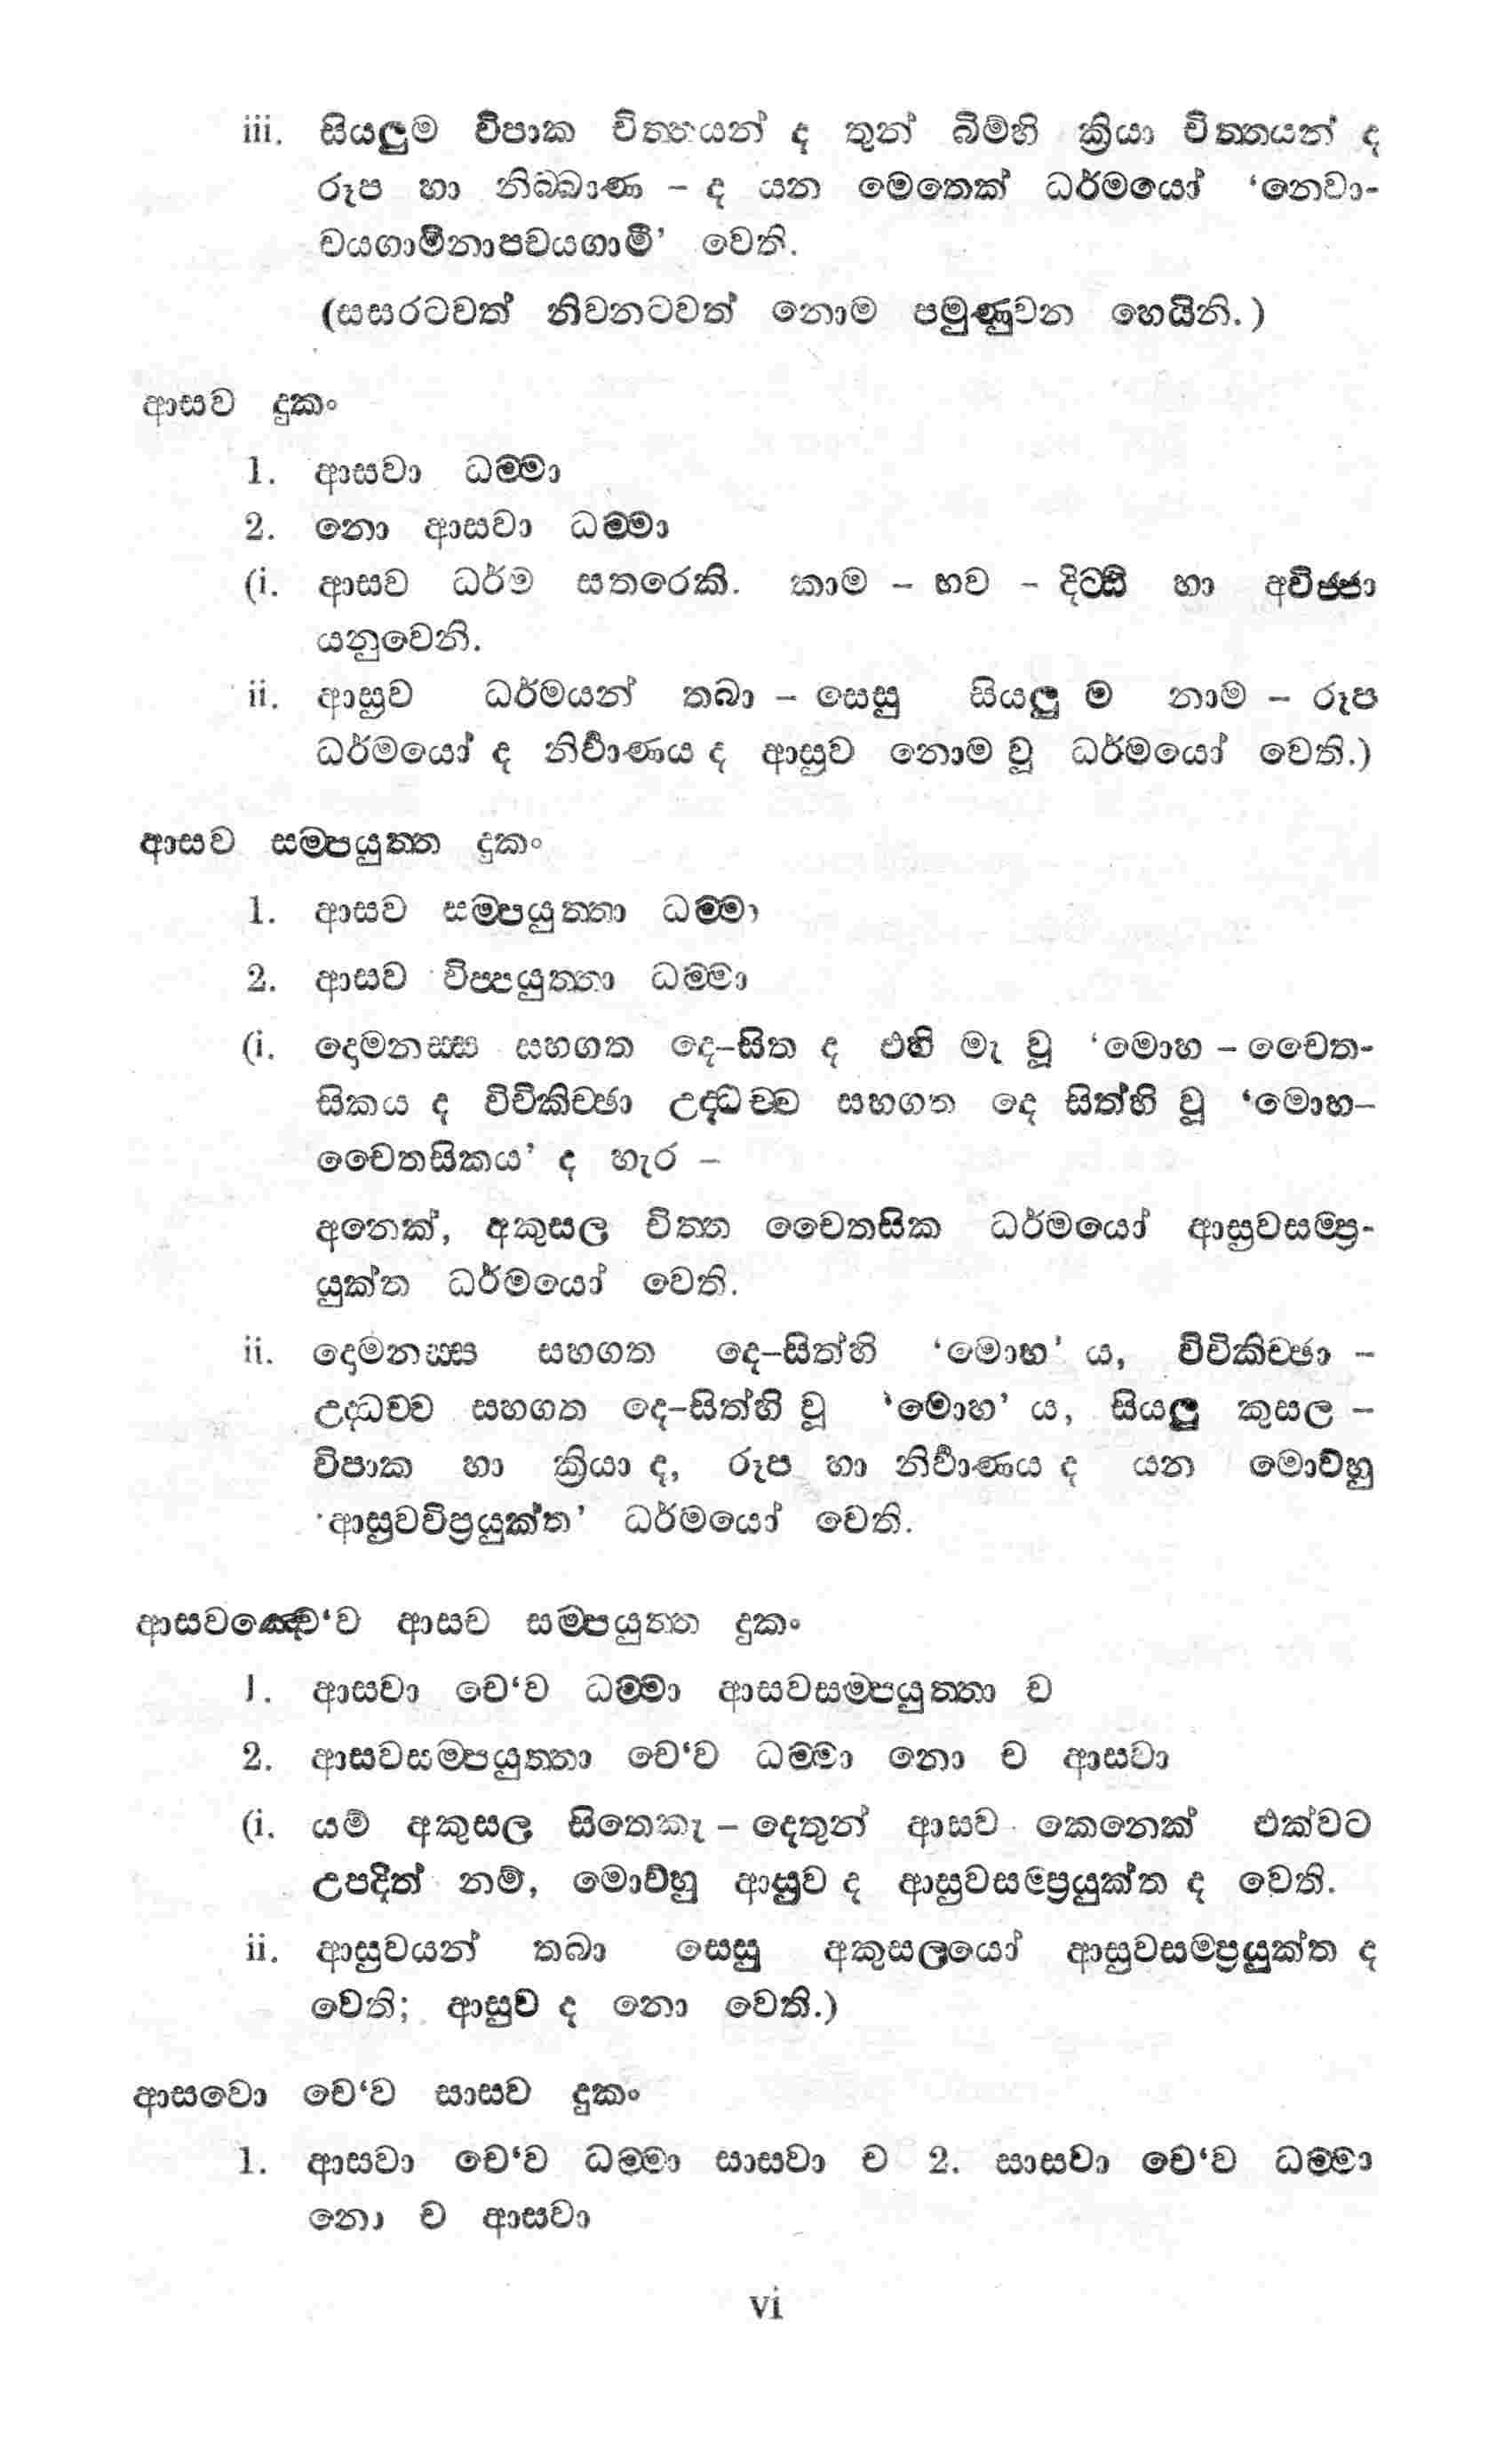 iii. සියලුම විපාක චිත්තයන් ද තුන් බිම්හි ක්‍රියා චිත්තයන් ද
රූප හා නිබ්බාණ – ද යන මෙතෙක් ධර්මයෝ ‘නෙවා-
චයගාමිනාපචයගාමී’ වෙති.
(සසරටවත් නිවනටවත් නොම පමුණුවන හෙයිනි.)
ආසව දුකං
1. ආසවා ධම්මා
2. නො ආසවා ධම්මා
(i. ආසව ධර්ම සතරෙකි. කාම – භව – දිට්ඨි හා අවිජ්ජා
යනුවෙනි.
ii. ආස්‍රව ධර්මයන් තබා – සෙසු සියලු ම නාම – රූප
ධර්මයෝ ද නිර්වාණය ද ආස්‍රව නොම වූ ධර්මයෝ වෙති.)
ආසව සම්පයුත්ත දුකං
1. ආසව සම්පයුත්තා ධම්මා
2. ආසව විප්පයුත්තා ධම්මා
(i. දොමනස්ස සහගත දෙ–සිත ද එහි මැ වූ ‘මොහ – චෛත-
සිකය ද විචිකිච්ඡා උද්ධච්ච සහගත දෙ සිත්හි වූ ‘මොහ–
චෛතසිකය’ ද හැර –
අනෙක්, අකුසල චිත්ත චෛතසික ධර්මයෝ ආස්‍රවසම්ප්‍ර-
යුක්ත ධර්මයෝ වෙති.
ii. දොමනස්ස සහගත දෙ–සිත්හි ‘මොහ’ ය, විචිකිච්ඡා –
උද්ධච්ච සහගත දෙ–සිත්හි වූ ‘මොහ’ ය, සියලු කුසල –
විපාක හා ක්‍රියා ද, රූප හා නිර්වාණය ද යන මොව්හු
‘ආස්‍රවවිප්‍රයුක්ත’ ධර්මයෝ වෙති.
ආසවඤ්චෙ‘ව ආසව සම්පයුත්ත දුකං
1. ආසවා චෙ‘ව ධම්මා ආසවසම්පයුත්තා ච
2. ආසවසම්පයුත්තා චෙ‘ව ධම්මා නො ච ආසවා
(i. යම් අකුසල සිතෙකැ – දෙතුන් ආසව කෙනෙක් එක්වට
උපදිත් නම්, මොව්හු ආස්‍රව ද ආස්‍රවසම්ප්‍රයුක්ත ද වෙති.
ii. ආස්‍රවයන් තබා සෙසු අකුසලයෝ ආස්‍රවසම්ප්‍රයුක්ත ද
වෙති; ආස්‍රව ද නො වෙති.)
ආසවො චෙ‘ව සාසව දුකං
1. ආසවා චෙ‘ව ධම්මා සාසවා ච 2. සාසවා චෙ‘ව ධම්මා
නො ච ආසවා
vi